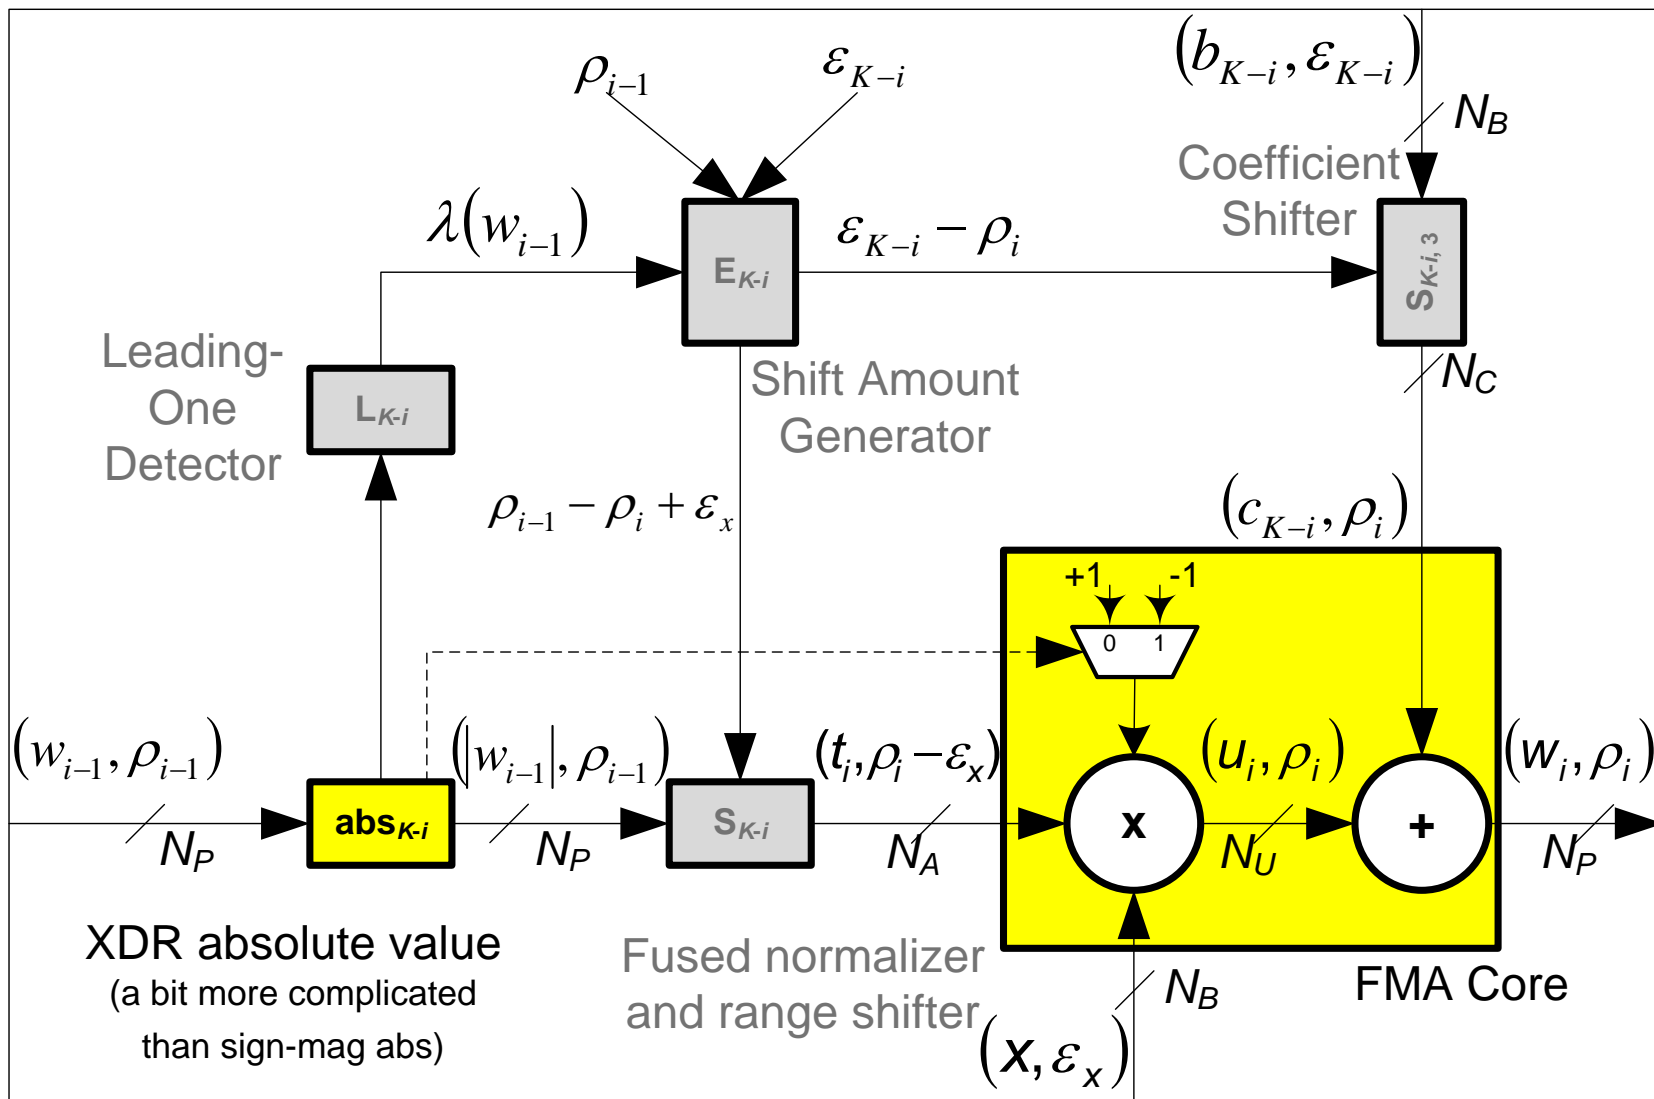 ρ_{i−1}
ε_{K−i}
(b_{K−i}, ε_{K−i})
N_B
Coefficient
Shifter
λ(w_{i−1})
E_{K-i}
ε_{K−i} − ρ_i
S_{K-i, 3}
Leading-
One
Detector
L_{K-i}
Shift Amount
Generator
N_C
ρ_{i−1} − ρ_i + ε_x
(c_{K−i}, ρ_i)
+1
-1
0
1
(w_{i−1}, ρ_{i−1})
(|w_{i−1}|, ρ_{i−1})
(t_i, ρ_i − ε_x)
(u_i, ρ_i)
(w_i, ρ_i)
abs_{K-i}
S_{K-i}
x
+
N_P
N_P
N_A
N_U
N_P
XDR absolute value
(a bit more complicated
than sign-mag abs)
Fused normalizer
and range shifter
N_B
FMA Core
(x, ε_x)